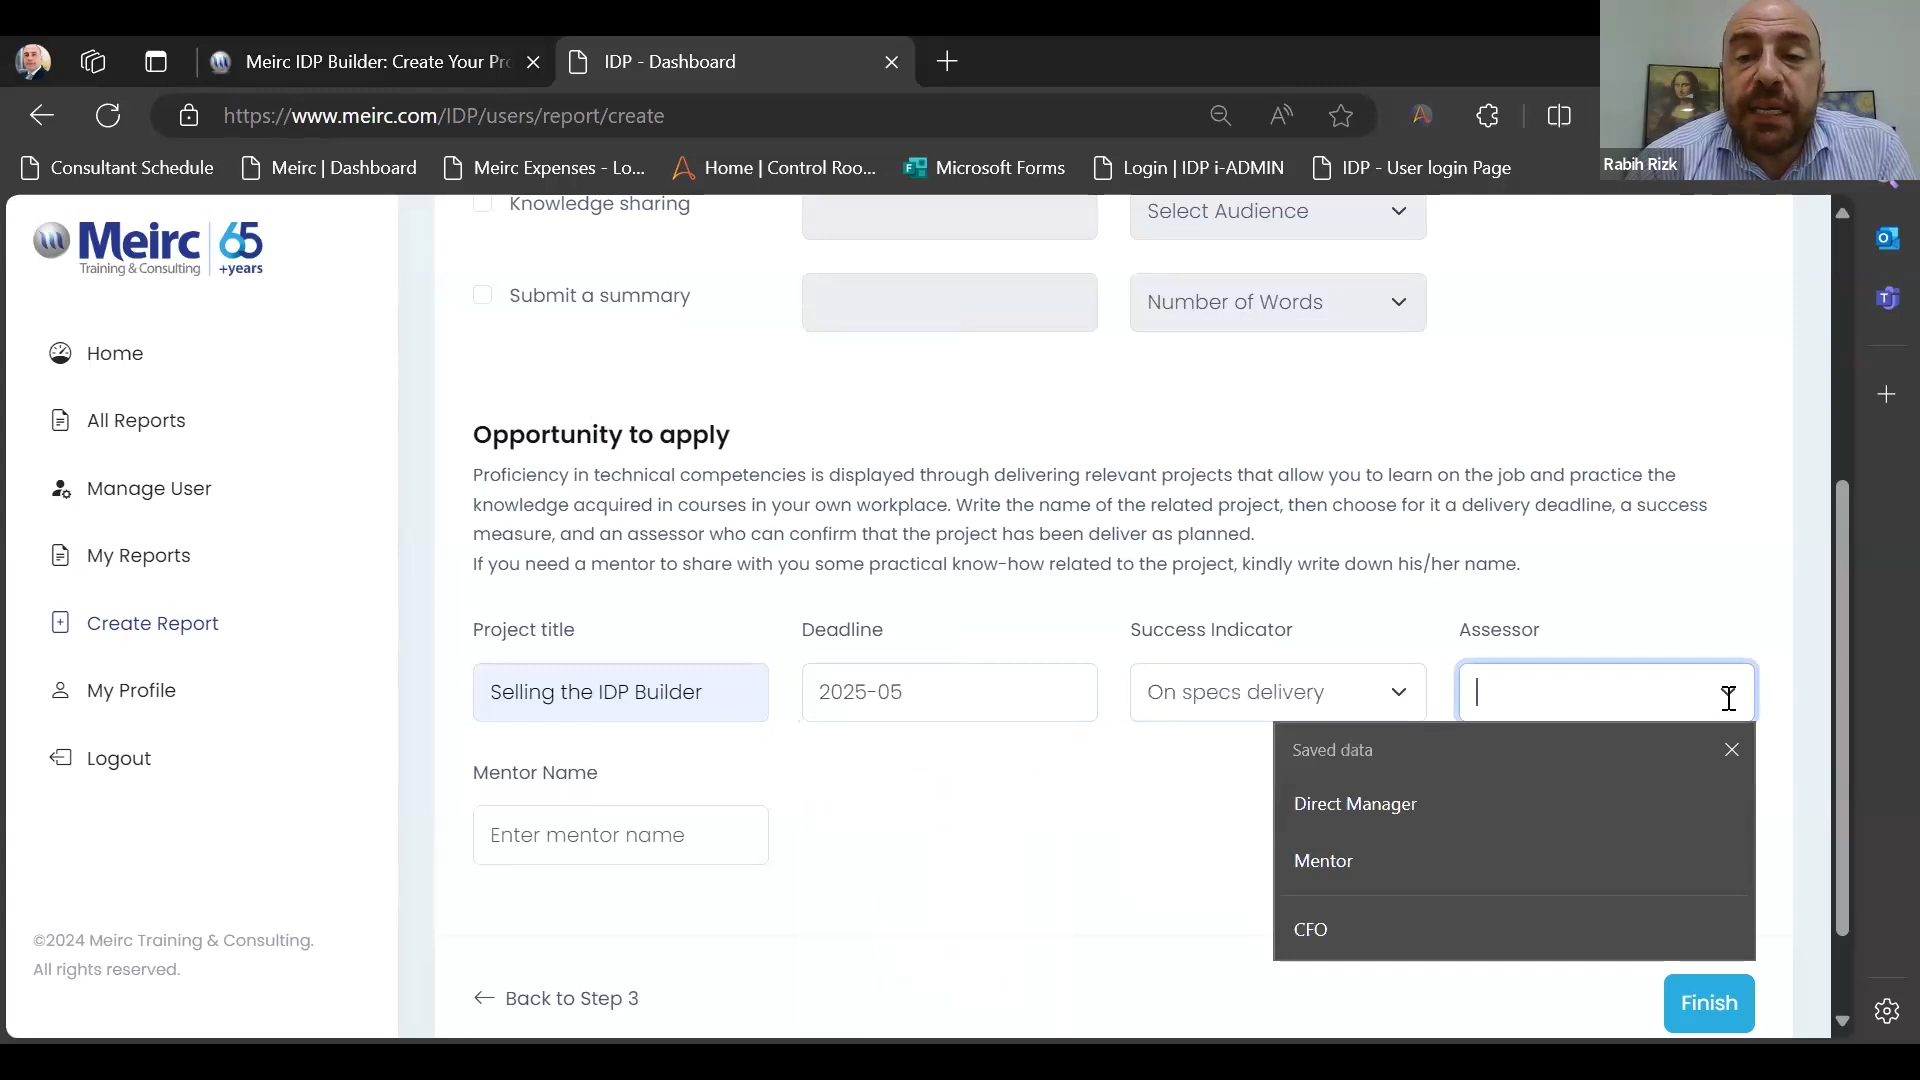 Meirc IDP Builder: Create Your Pr
IDP - Dashboard
https://www.meirc.com/IDP/users/report/create
Consultant Schedule
Meirc | Dashboard
Meirc Expenses - Lo...
Home | Control Roo...
Microsoft Forms
Login | IDP i-ADMIN
IDP - User login Page
Rabih Rizk
Meirc 65
Training & Consulting +years
Home
All Reports
Manage User
My Reports
Create Report
My Profile
Logout
©2024 Meirc Training & Consulting.
All rights reserved.
Knowledge sharing
Select Audience
Submit a summary
Number of Words
Opportunity to apply
Proficiency in technical competencies is displayed through delivering relevant projects that allow you to learn on the job and practice the
knowledge acquired in courses in your own workplace. Write the name of the related project, then choose for it a delivery deadline, a success
measure, and an assessor who can confirm that the project has been deliver as planned.
If you need a mentor to share with you some practical know-how related to the project, kindly write down his/her name.
Project title
Deadline
Success Indicator
Assessor
Selling the IDP Builder
2025-05
On specs delivery
Mentor Name
Enter mentor name
Saved data
Direct Manager
Mentor
CFO
Back to Step 3
Finish